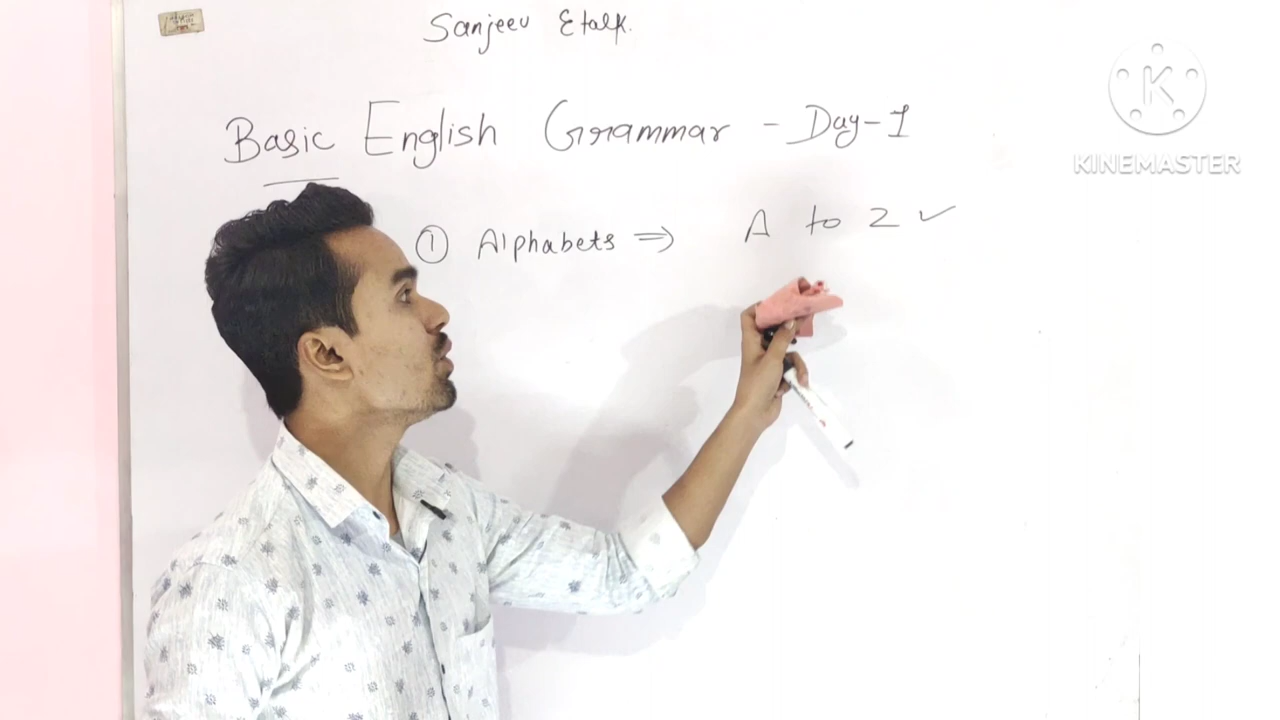 Sanjeev Etalk.
Basic English Grammar - Day-1
① Alphabets ⇒ A to Z ✓
K
KINEMASTER